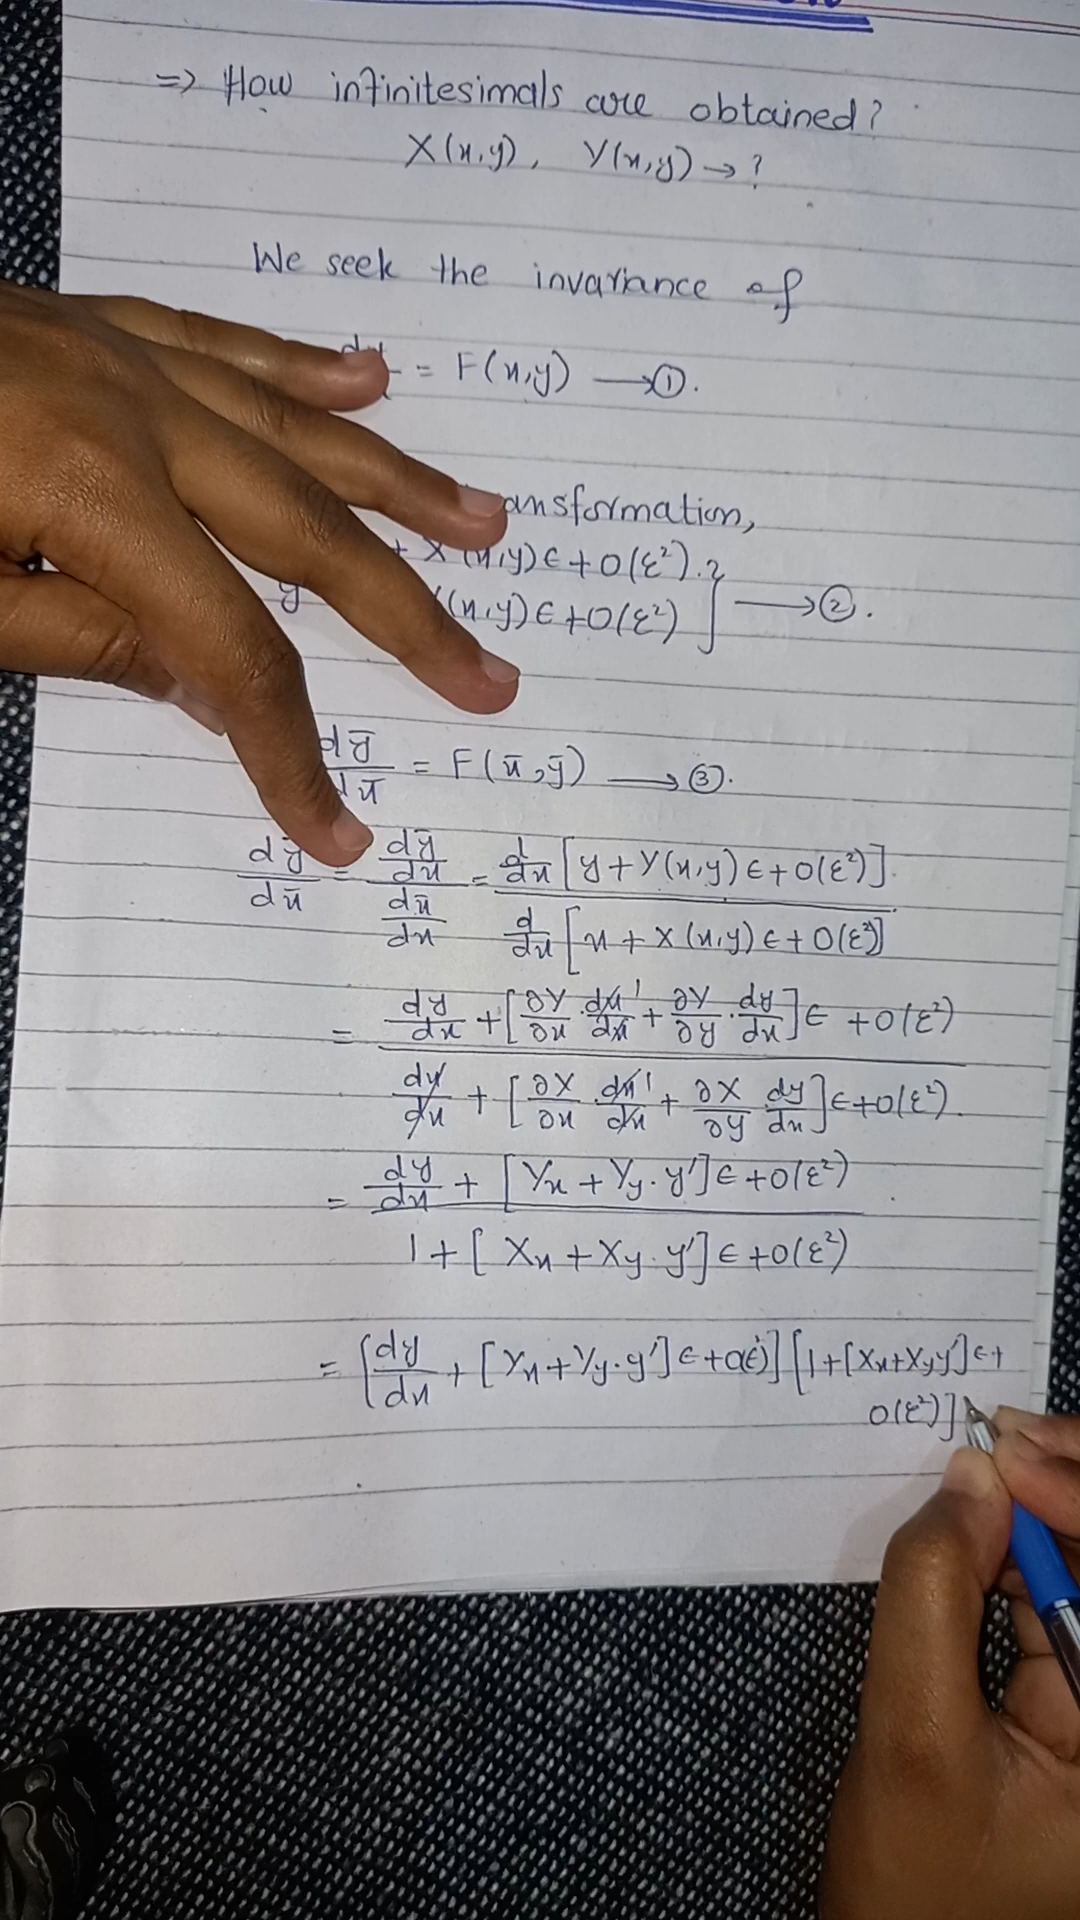 => How infinitesimals are obtained?
X(x,y), Y(x,y) → ?
We seek the invariance of
= F(x,y) → ①.
ansformation,
+ X(x,y)ϵ + O(ε²).
y (x,y)ϵ + O(ε²) } → ②.
dȳ/dx̄ = F(x̄,ȳ) → ③.
dȳ/dx̄ = (dȳ/dx)/(dx̄/dx) = d/dx [y + Y(x,y)ϵ + O(ε²)] / d/dx [x + X(x,y)ϵ + O(ε²)]
= dy/dx + [∂Y/∂x · dx/dx 1 + ∂Y/∂y · dy/dx]ϵ + O(ε²)
/ dx/dx + [∂X/∂x · dx/dx 1 + ∂X/∂y dy/dx]ϵ + O(ε²).
= dy/dx + [Yx + Yy · y']ϵ + O(ε²)
/ 1 + [Xx + Xy · y']ϵ + O(ε²)
= [dy/dx + [Yx + Yy · y']ϵ + O(ϵ²)] [1 + [Xx + Xy y']ϵ +
O(ε²)]